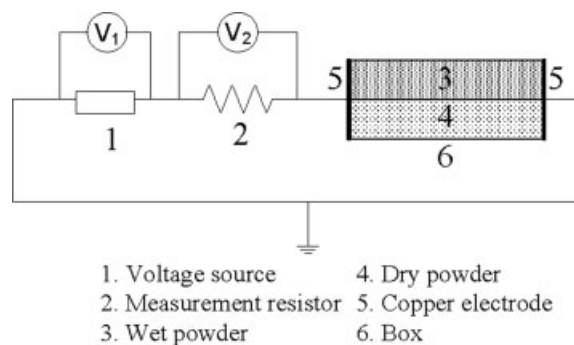 V1
V2
5 3 5
4
1 2 6
1. Voltage source 4. Dry powder
2. Measurement resistor 5. Copper electrode
3. Wet powder 6. Box